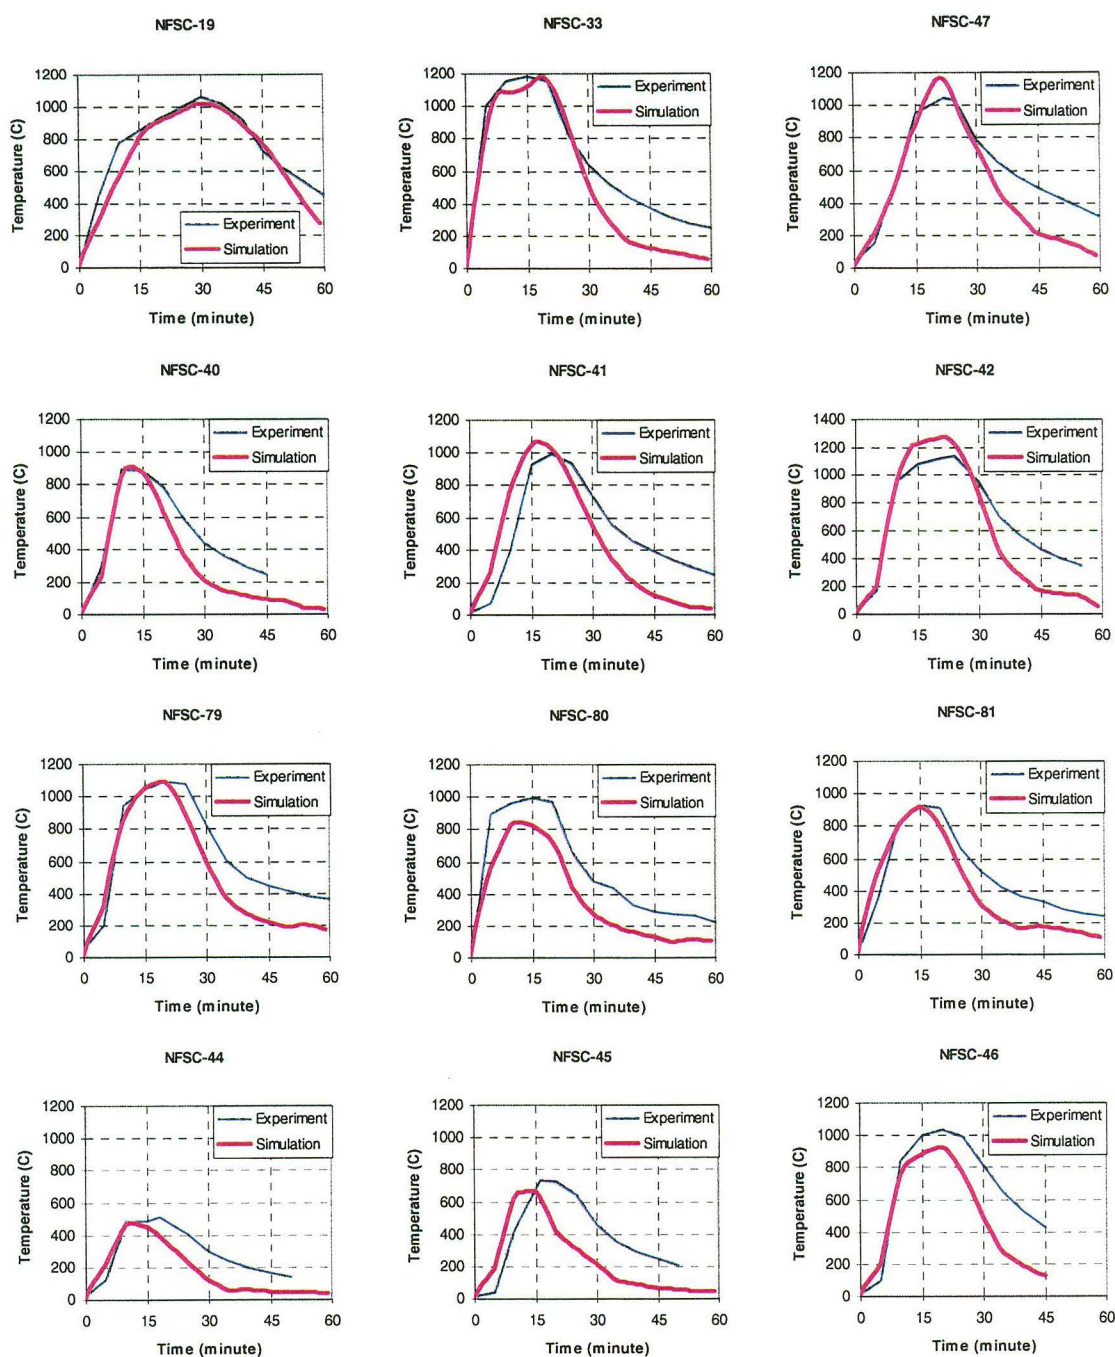 NFSC-19
1200
1000
800
600
400
200
0
Temperature (C)
Experiment
Simulation
0 15 30 45 60
Time (minute)
NFSC-33
1200
1000
800
600
400
200
0
Temperature (C)
Experiment
Simulation
0 15 30 45 60
Time (minute)
NFSC-47
1200
1000
800
600
400
200
0
Temperature (C)
Experiment
Simulation
0 15 30 45 60
Time (minute)
NFSC-40
1200
1000
800
600
400
200
0
Temperature (C)
Experiment
Simulation
0 15 30 45 60
Time (minute)
NFSC-41
1200
1000
800
600
400
200
0
Temperature (C)
Experiment
Simulation
0 15 30 45 60
Time (minute)
NFSC-42
1400
1200
1000
800
600
400
200
0
Temperature (C)
Experiment
Simulation
0 15 30 45 60
Time (minute)
NFSC-79
1200
1000
800
600
400
200
0
Temperature (C)
Experiment
Simulation
0 15 30 45 60
Time (minute)
NFSC-80
1200
1000
800
600
400
200
0
Temperature (C)
Experiment
Simulation
0 15 30 45 60
Time (minute)
NFSC-81
1200
1000
800
600
400
200
0
Temperature (C)
Experiment
Simulation
0 15 30 45 60
Time (minute)
NFSC-44
1200
1000
800
600
400
200
0
Temperature (C)
Experiment
Simulation
0 15 30 45 60
Time (minute)
NFSC-45
1200
1000
800
600
400
200
0
Temperature (C)
Experiment
Simulation
0 15 30 45 60
Time (minute)
NFSC-46
1200
1000
800
600
400
200
0
Temperature (C)
Experiment
Simulation
0 15 30 45 60
Time (minute)